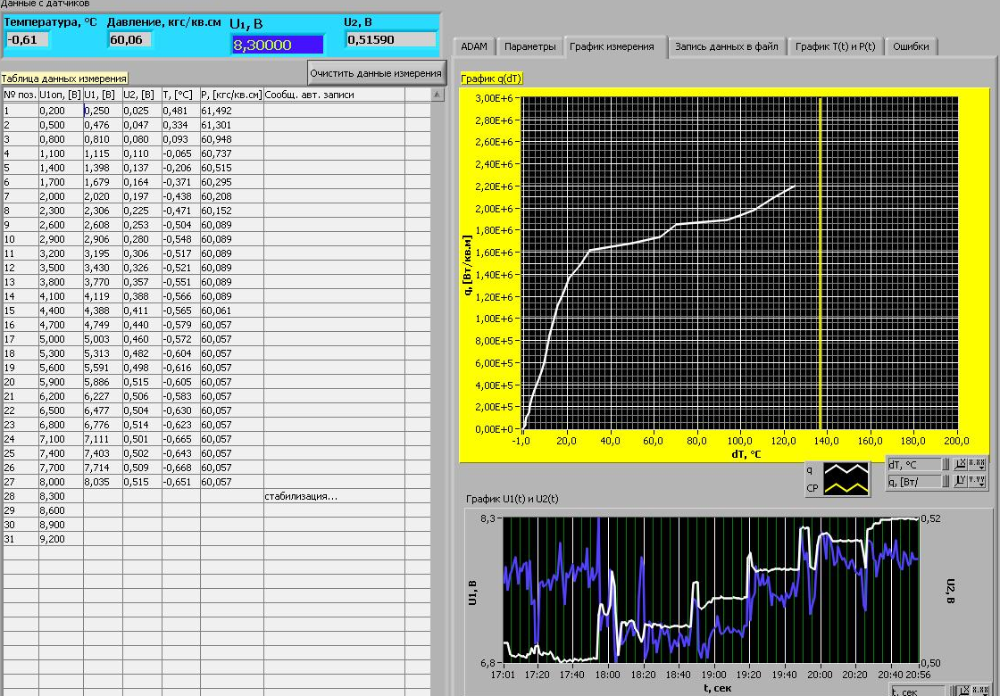 Данные с датчиков
Температура, °C Давление, кгс/кв.см U1, В U2, В
-0,61 60,06 8,30000 0,51590
Очистить данные измерения
Таблица данных измерения
№ поз. U1оп, [В] U1, [В] U2, [В] T, [°C] P, [кгс/кв.см] Сообщ. авт. записи
1 0,200 0,250 0,025 0,481 61,492
2 0,500 0,476 0,047 0,334 61,301
3 0,800 0,810 0,080 0,093 60,948
4 1,100 1,115 0,110 -0,065 60,737
5 1,400 1,398 0,137 -0,206 60,515
6 1,700 1,679 0,164 -0,371 60,295
7 2,000 2,020 0,197 -0,438 60,208
8 2,300 2,306 0,225 -0,471 60,152
9 2,600 2,608 0,253 -0,504 60,089
10 2,900 2,906 0,280 -0,548 60,089
11 3,200 3,195 0,306 -0,517 60,089
12 3,500 3,430 0,326 -0,521 60,089
13 3,800 3,770 0,357 -0,551 60,089
14 4,100 4,119 0,388 -0,566 60,089
15 4,400 4,388 0,411 -0,565 60,061
16 4,700 4,749 0,440 -0,579 60,057
17 5,000 5,003 0,460 -0,572 60,057
18 5,300 5,313 0,482 -0,604 60,057
19 5,600 5,591 0,498 -0,616 60,057
20 5,900 5,886 0,515 -0,605 60,057
21 6,200 6,227 0,506 -0,583 60,057
22 6,500 6,477 0,504 -0,630 60,057
23 6,800 6,776 0,514 -0,623 60,057
24 7,100 7,111 0,501 -0,665 60,057
25 7,400 7,403 0,502 -0,643 60,057
26 7,700 7,714 0,509 -0,668 60,057
27 8,000 8,035 0,515 -0,651 60,057
28 8,300 стабилизация...
29 8,600
30 8,900
31 9,200
ADAM Параметры График измерения Запись данных в файл График T(t) и P(t) Ошибки
График q(dT)
q, [Вт/кв.м]
3,00E+6
2,80E+6
2,60E+6
2,40E+6
2,20E+6
2,00E+6
1,80E+6
1,60E+6
1,40E+6
1,20E+6
1,00E+6
8,00E+5
6,00E+5
4,00E+5
2,00E+5
0,00E+0
-1,0 20,0 40,0 60,0 80,0 100,0 120,0 140,0 160,0 180,0 200,0
dT, °C
q
CP
dT, °C
q, [Вт/
График U1(t) и U2(t)
8,3 0,52
U1, В U2, В
6,8 0,50
17:01 17:20 17:40 18:00 18:20 18:40 19:00 19:20 19:40 20:00 20:20 20:40 20:56
t, сек
t, сек